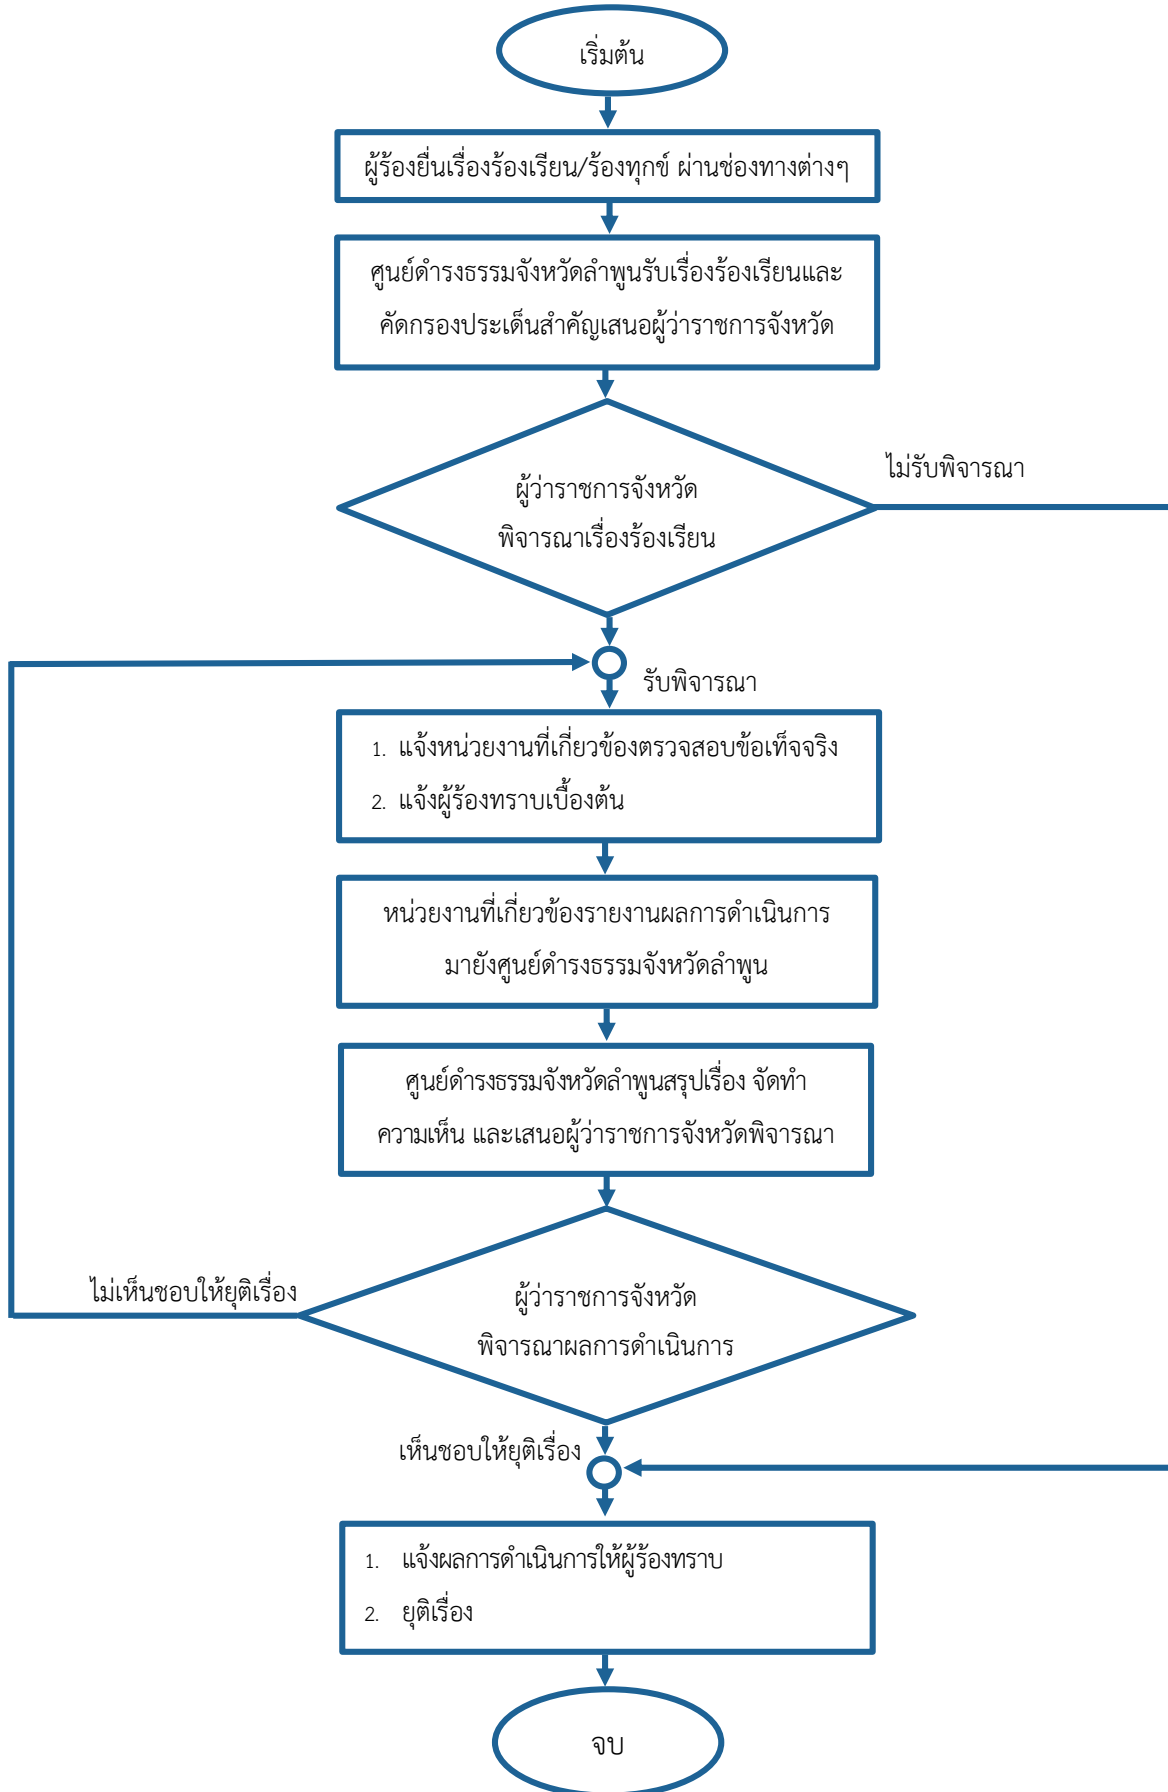 เริ่มต้น
ผู้ร้องยื่นเรื่องร้องเรียน/ร้องทุกข์ ผ่านช่องทางต่างๆ
ศูนย์ดำรงธรรมจังหวัดลำพูนรับเรื่องร้องเรียนและ
คัดกรองประเด็นสำคัญเสนอผู้ว่าราชการจังหวัด
ไม่รับพิจารณา
ผู้ว่าราชการจังหวัด
พิจารณาเรื่องร้องเรียน
รับพิจารณา
1. แจ้งหน่วยงานที่เกี่ยวข้องตรวจสอบข้อเท็จจริง
2. แจ้งผู้ร้องทราบเบื้องต้น
หน่วยงานที่เกี่ยวข้องรายงานผลการดำเนินการ
มายังศูนย์ดำรงธรรมจังหวัดลำพูน
ศูนย์ดำรงธรรมจังหวัดลำพูนสรุปเรื่อง จัดทำ
ความเห็น และเสนอผู้ว่าราชการจังหวัดพิจารณา
ไม่เห็นชอบให้ยุติเรื่อง
ผู้ว่าราชการจังหวัด
พิจารณาผลการดำเนินการ
เห็นชอบให้ยุติเรื่อง
1. แจ้งผลการดำเนินการให้ผู้ร้องทราบ
2. ยุติเรื่อง
จบ